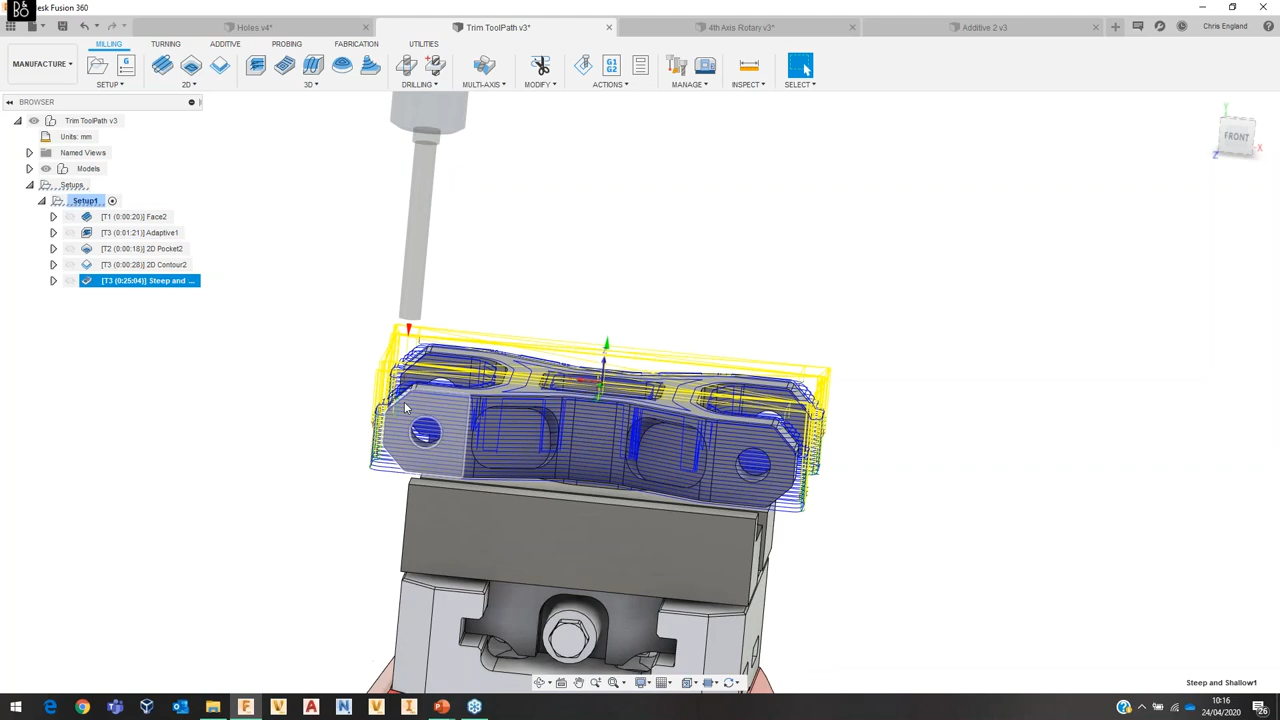 B&O
desk Fusion 360
Holes v4*
Trim ToolPath v3*
4th Axis Rotary v3*
Additive 2 v3
Chris England
MANUFACTURE
MILLING
TURNING
ADDITIVE
PROBING
FABRICATION
UTILITIES
SETUP
2D
3D
DRILLING
MULTI-AXIS
MODIFY
G1
G2
ACTIONS
MANAGE
INSPECT
SELECT
BROWSER
Trim ToolPath v3
Units: mm
Named Views
Models
Setups
Setup1
[T1 (0:00:20)] Face2
[T3 (0:01:21)] Adaptive1
[T2 (0:00:18)] 2D Pocket2
[T3 (0:00:28)] 2D Contour2
[T3 (0:25:04)] Steep and ...
Y
FRONT
X
Z
Steep and Shallow1
10:16
24/04/2020
26